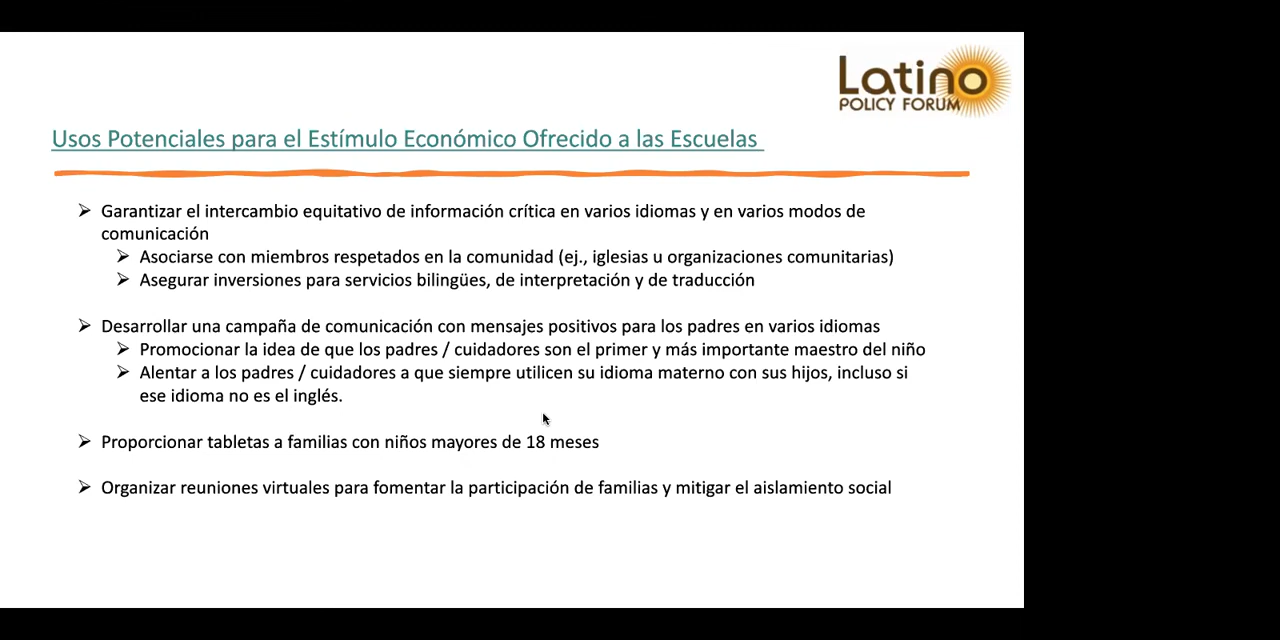 Latino
POLICY FORUM
Usos Potenciales para el Estímulo Económico Ofrecido a las Escuelas
➢ Garantizar el intercambio equitativo de información crítica en varios idiomas y en varios modos de
comunicación
➢ Asociarse con miembros respetados en la comunidad (ej., iglesias u organizaciones comunitarias)
➢ Asegurar inversiones para servicios bilingües, de interpretación y de traducción
➢ Desarrollar una campaña de comunicación con mensajes positivos para los padres en varios idiomas
➢ Promocionar la idea de que los padres / cuidadores son el primer y más importante maestro del niño
➢ Alentar a los padres / cuidadores a que siempre utilicen su idioma materno con sus hijos, incluso si
ese idioma no es el inglés.
➢ Proporcionar tabletas a familias con niños mayores de 18 meses
➢ Organizar reuniones virtuales para fomentar la participación de familias y mitigar el aislamiento social